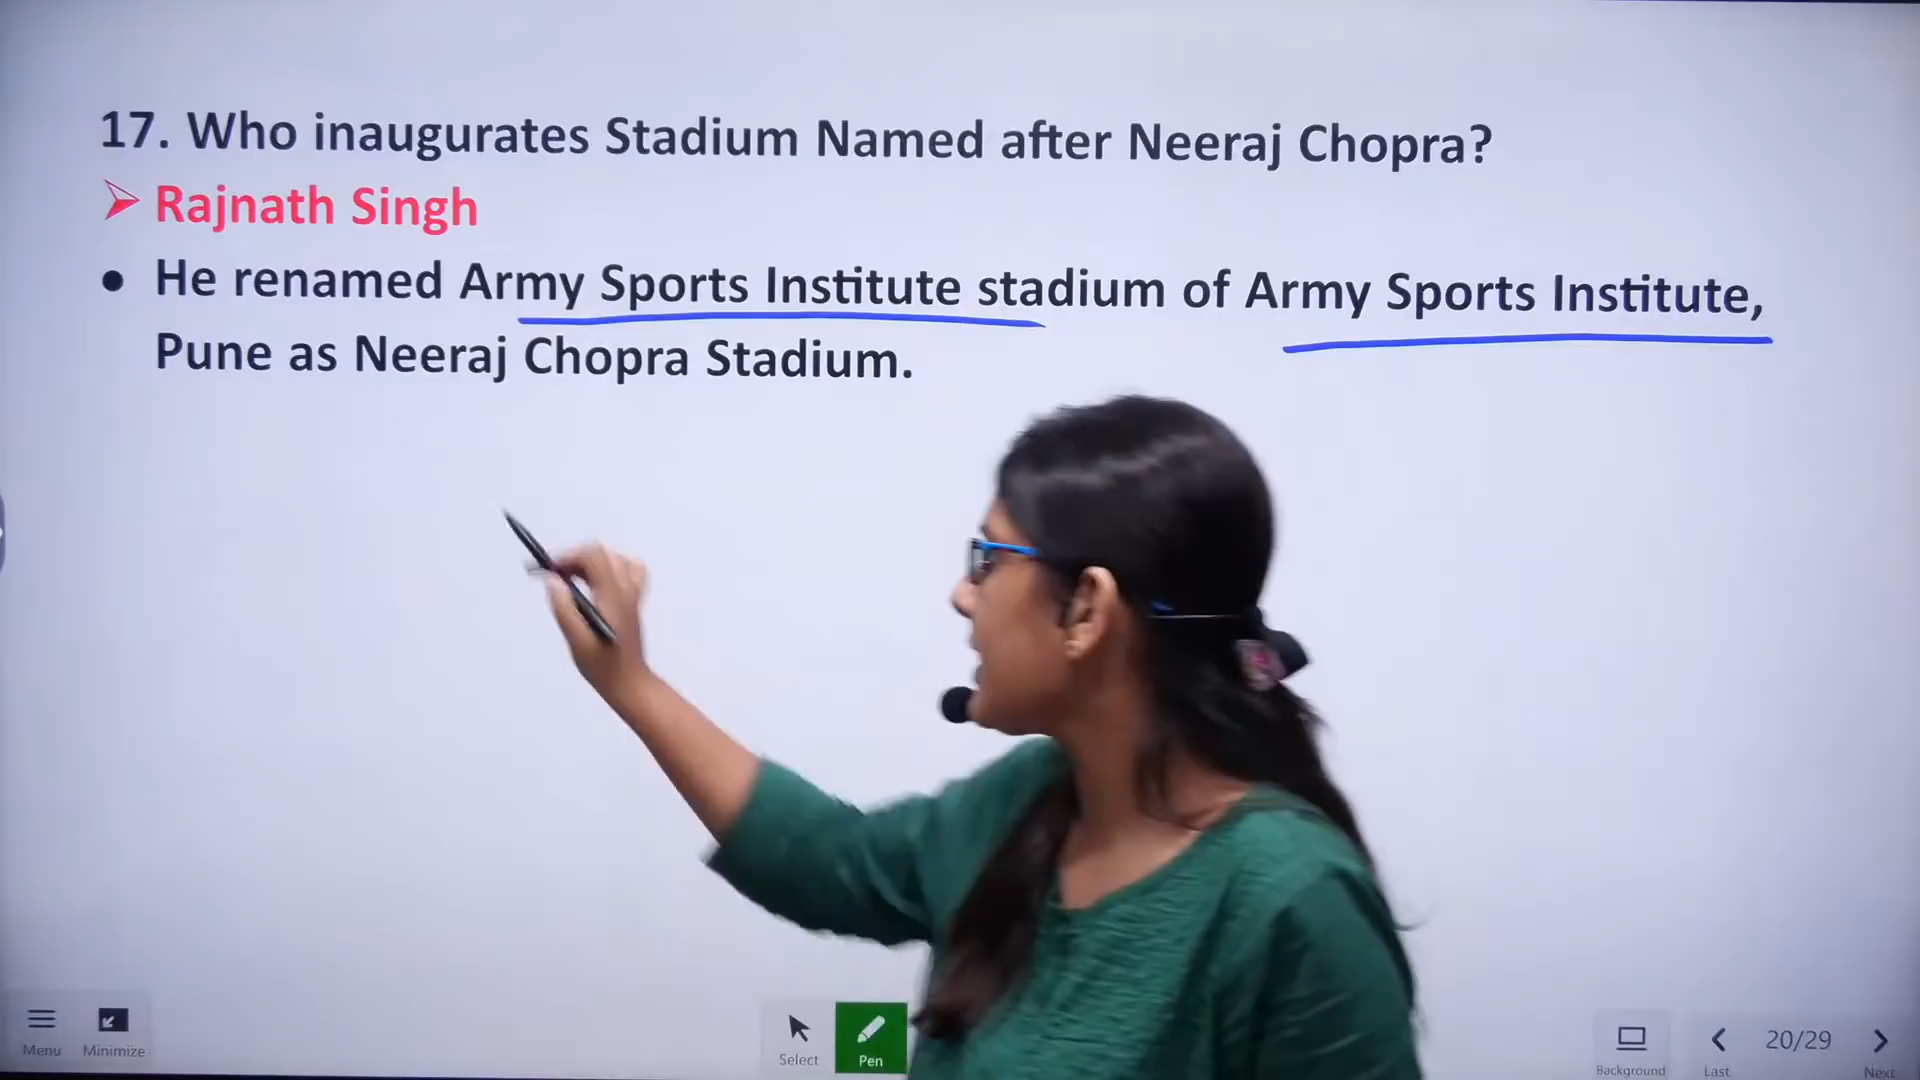 17. Who inaugurates Stadium Named after Neeraj Chopra?
➢ Rajnath Singh
• He renamed Army Sports Institute stadium of Army Sports Institute,
Pune as Neeraj Chopra Stadium.
Menu
Minimize
Select
Pen
Background
Last
20/29
Next